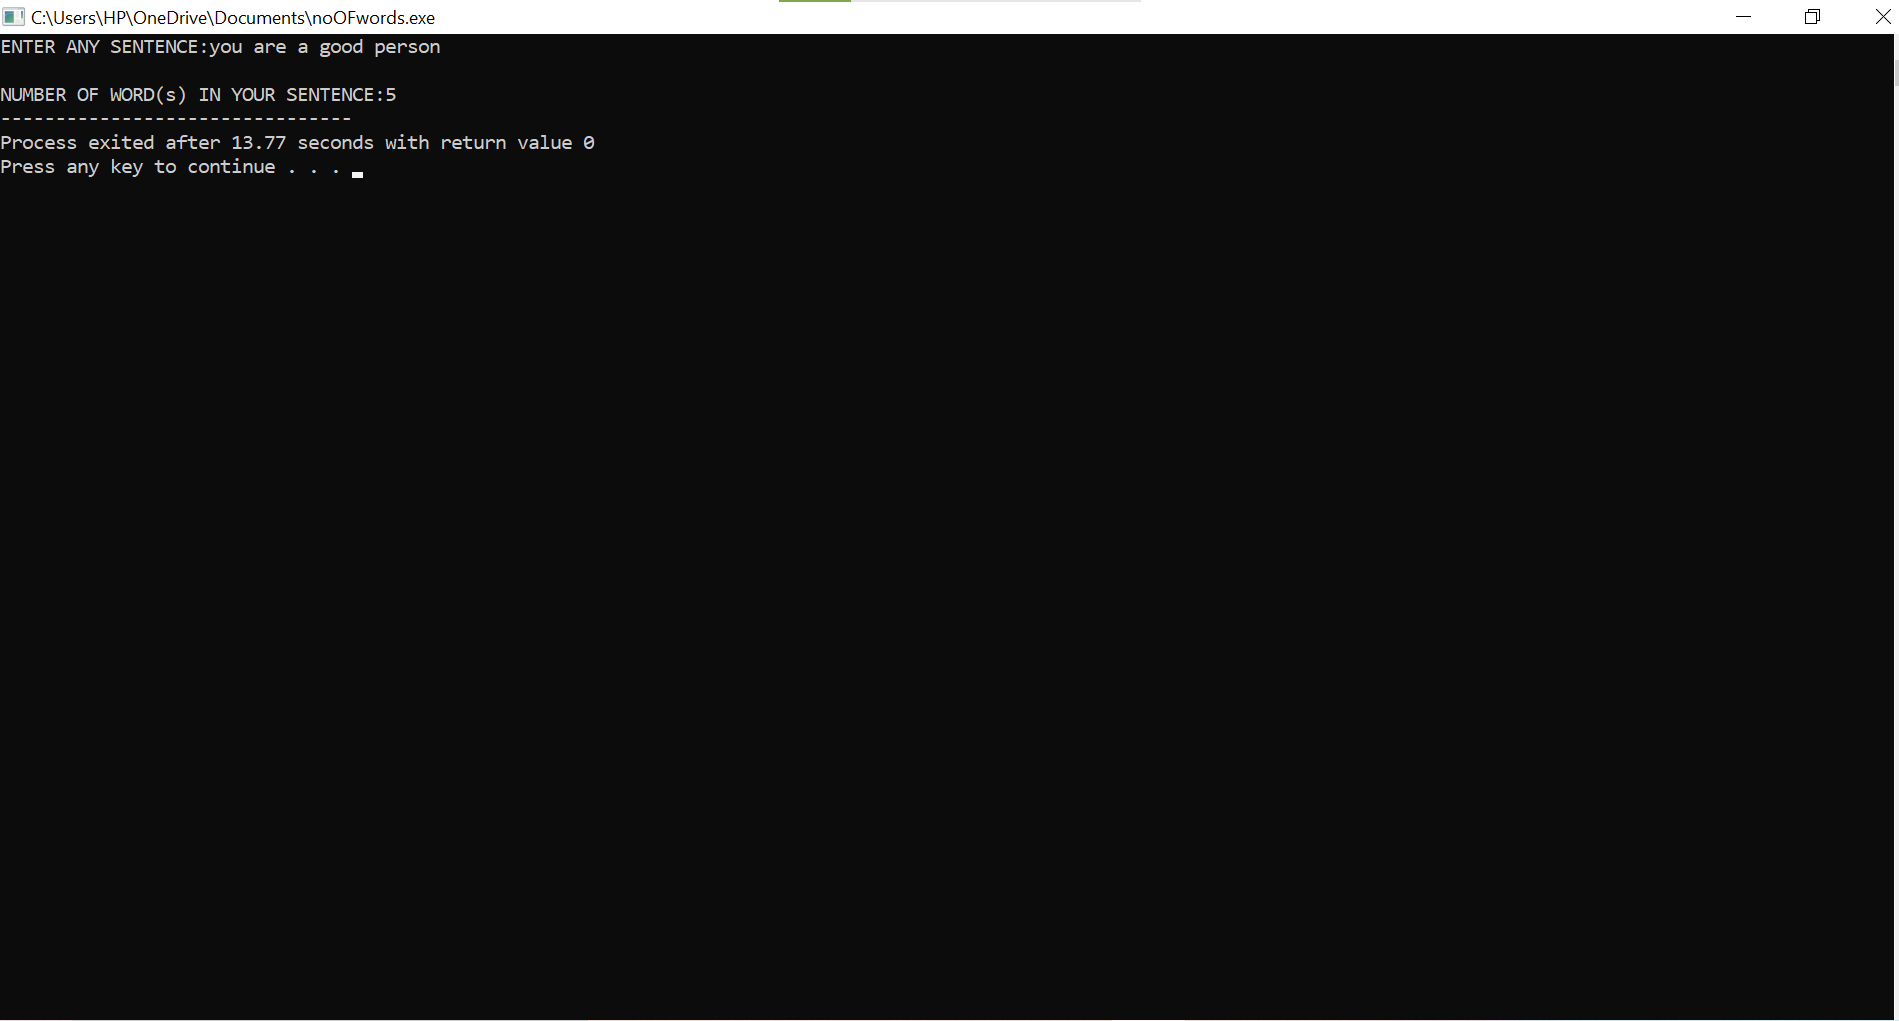 C:\Users\HP\OneDrive\Documents\noOFwords.exe
ENTER ANY SENTENCE:you are a good person
NUMBER OF WORD(s) IN YOUR SENTENCE:5
--------------------------------
Process exited after 13.77 seconds with return value 0
Press any key to continue . . .